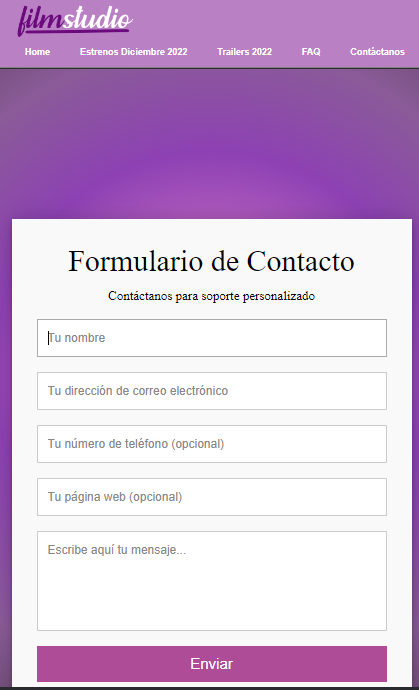 filmstudio
Home Estrenos Diciembre 2022 Trailers 2022 FAQ Contáctanos
Formulario de Contacto
Contáctanos para soporte personalizado
Tu nombre
Tu dirección de correo electrónico
Tu número de teléfono (opcional)
Tu página web (opcional)
Escribe aquí tu mensaje...
Enviar